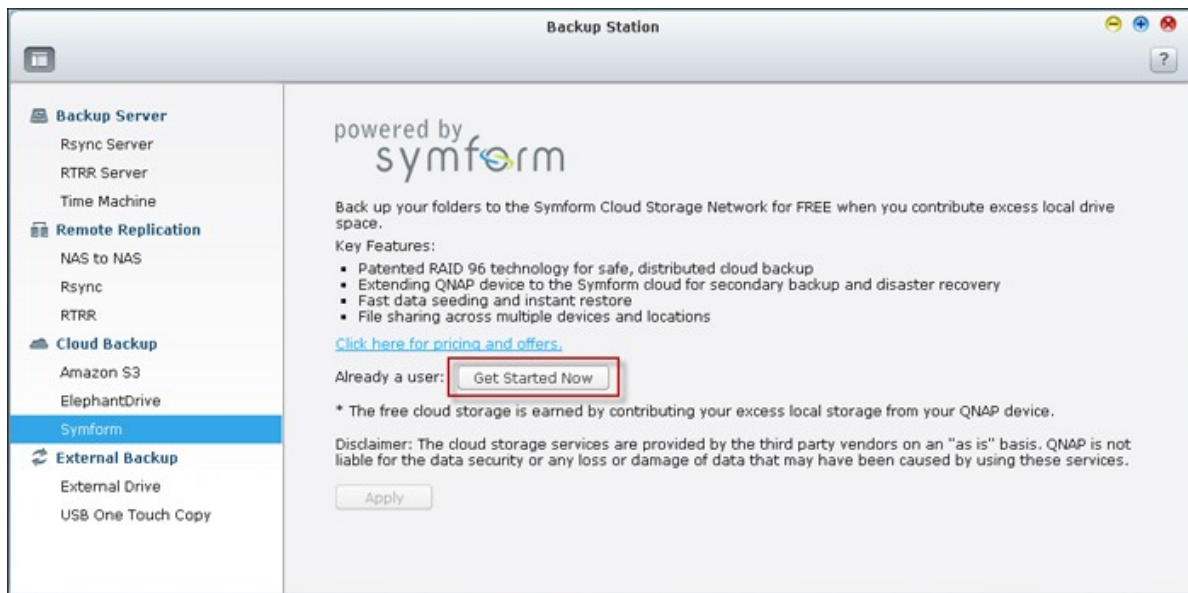 Backup Station
?
Backup Server
Rsync Server
RTRR Server
Time Machine
Remote Replication
NAS to NAS
Rsync
RTRR
Cloud Backup
Amazon S3
ElephantDrive
Symform
External Backup
External Drive
USB One Touch Copy
powered by
symform
Back up your folders to the Symform Cloud Storage Network for FREE when you contribute excess local drive
space.
Key Features:
▪ Patented RAID 96 technology for safe, distributed cloud backup
▪ Extending QNAP device to the Symform cloud for secondary backup and disaster recovery
▪ Fast data seeding and instant restore
▪ File sharing across multiple devices and locations
Click here for pricing and offers.
Already a user: Get Started Now
* The free cloud storage is earned by contributing your excess local storage from your QNAP device.
Disclaimer: The cloud storage services are provided by the third party vendors on an "as is" basis. QNAP is not
liable for the data security or any loss or damage of data that may have been caused by using these services.
Apply